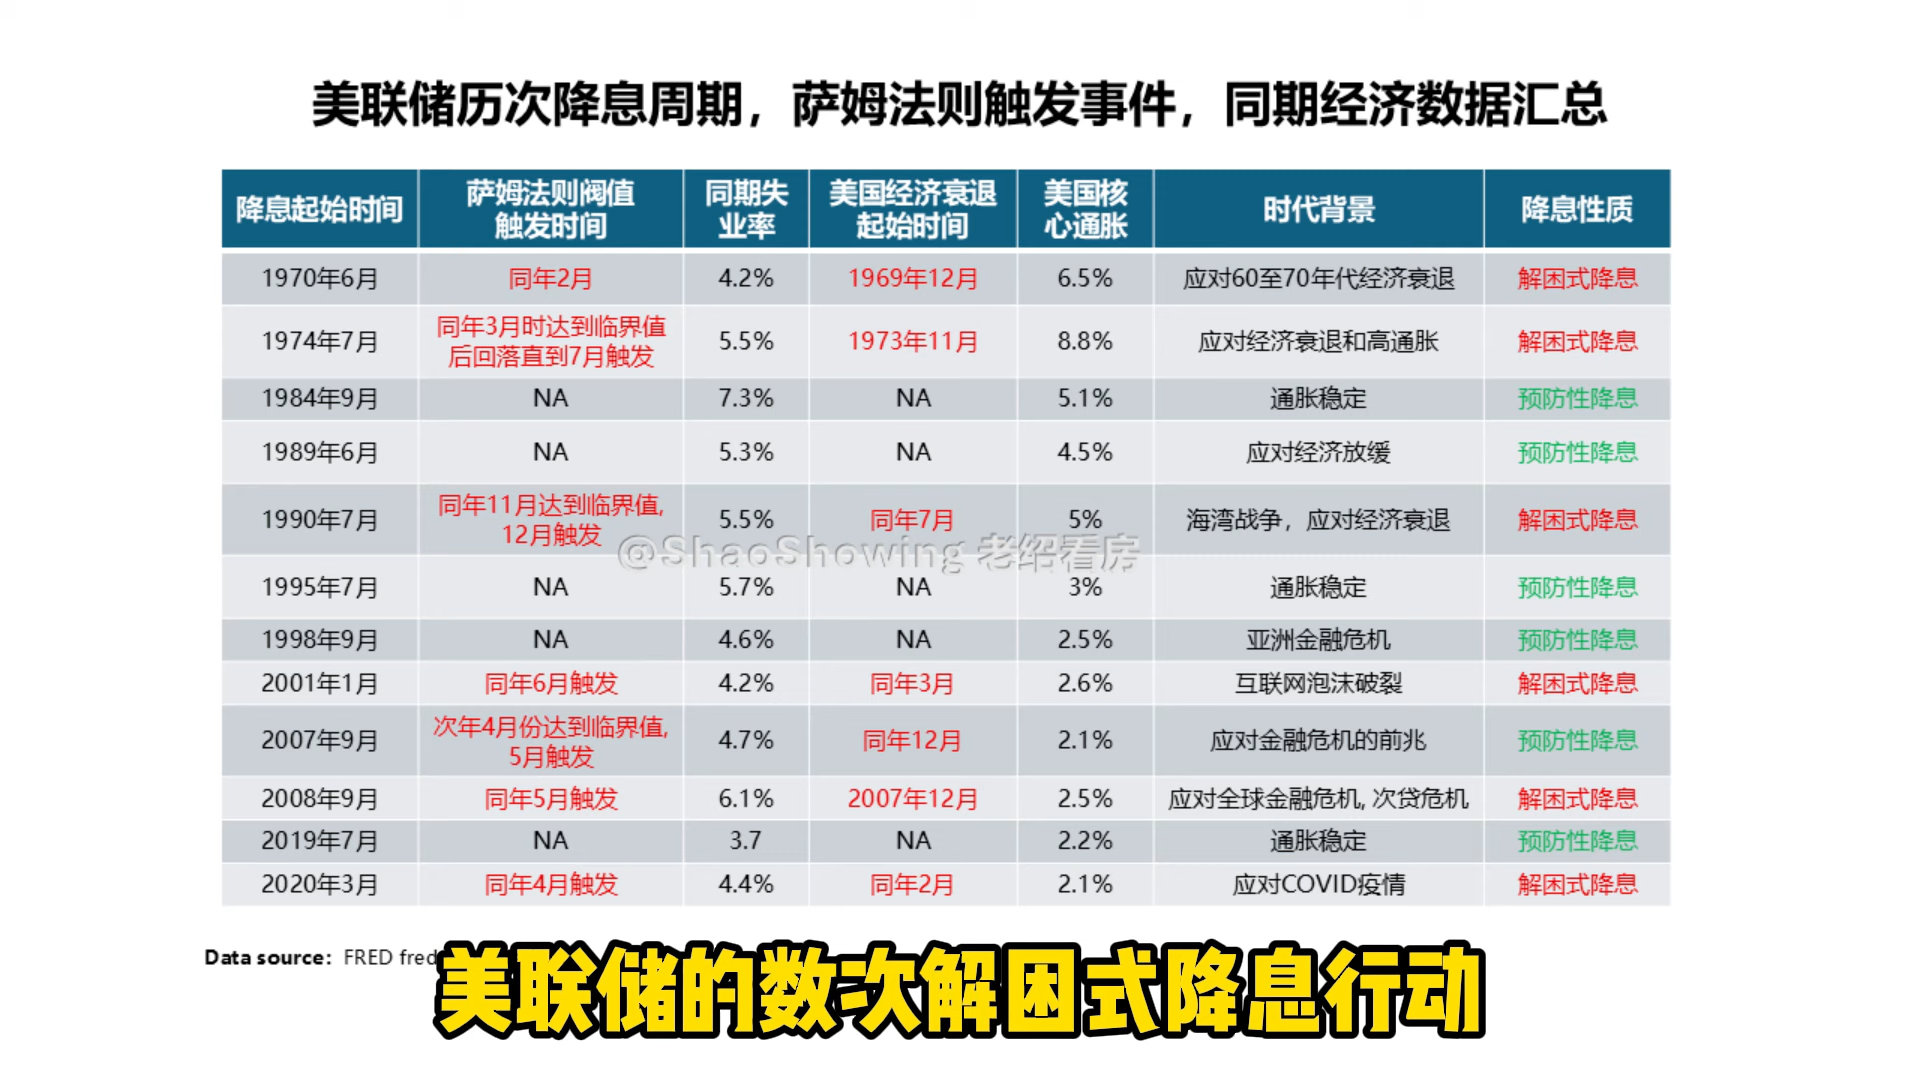 美联储历次降息周期，萨姆法则触发事件，同期经济数据汇总
降息起始时间 萨姆法则阀值触发时间 同期失业率 美国经济衰退起始时间 美国核心通胀 时代背景 降息性质
1970年6月 同年2月 4.2% 1969年12月 6.5% 应对60至70年代经济衰退 解困式降息
1974年7月 同年3月时达到临界值后回落直到7月触发 5.5% 1973年11月 8.8% 应对经济衰退和高通胀 解困式降息
1984年9月 NA 7.3% NA 5.1% 通胀稳定 预防性降息
1989年6月 NA 5.3% NA 4.5% 应对经济放缓 预防性降息
1990年7月 同年11月达到临界值,12月触发 5.5% 同年7月 5% 海湾战争，应对经济衰退 解困式降息
@ShaoShowing 老绍看房
1995年7月 NA 5.7% NA 3% 通胀稳定 预防性降息
1998年9月 NA 4.6% NA 2.5% 亚洲金融危机 预防性降息
2001年1月 同年6月触发 4.2% 同年3月 2.6% 互联网泡沫破裂 解困式降息
2007年9月 次年4月份达到临界值,5月触发 4.7% 同年12月 2.1% 应对金融危机的前兆 预防性降息
2008年9月 同年5月触发 6.1% 2007年12月 2.5% 应对全球金融危机, 次贷危机 解困式降息
2019年7月 NA 3.7 NA 2.2% 通胀稳定 预防性降息
2020年3月 同年4月触发 4.4% 同年2月 2.1% 应对COVID疫情 解困式降息
Data source： FRED fred
美联储的数次解困式降息行动